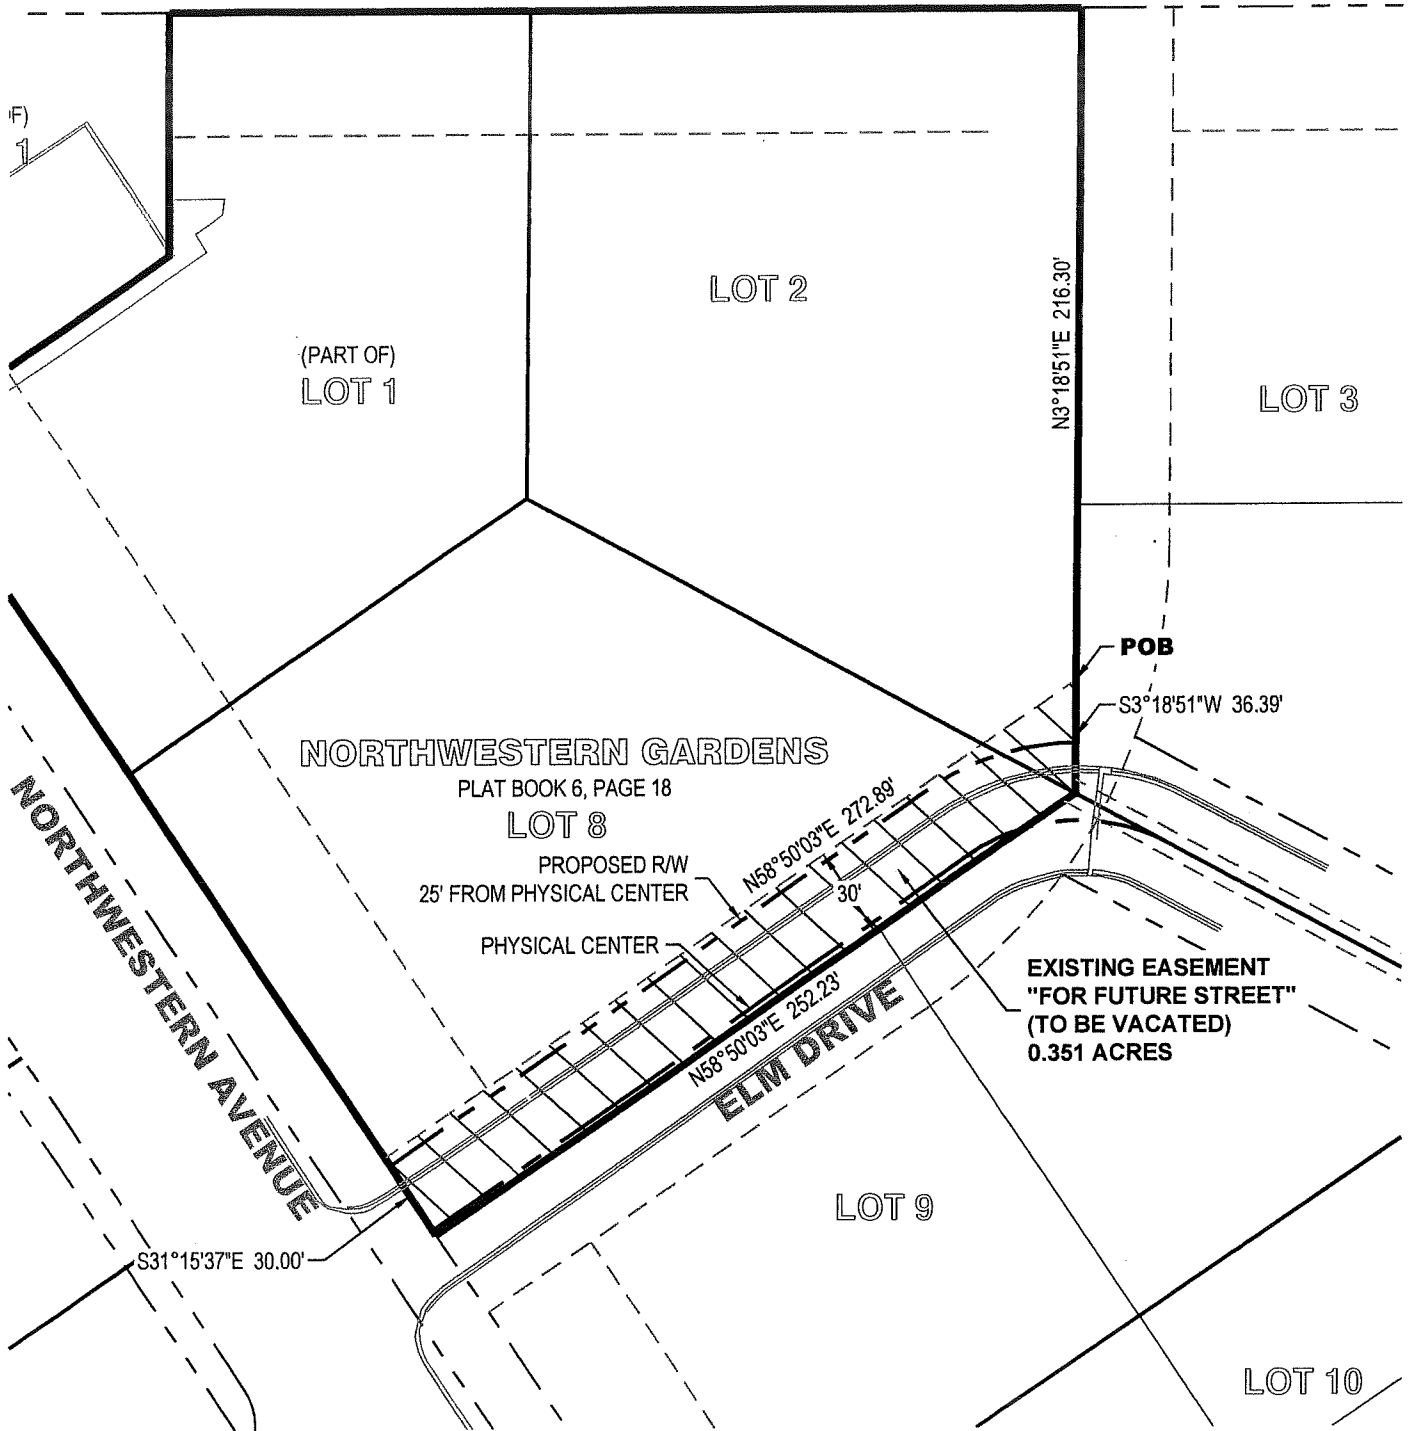 F)
1
LOT 2
N3°18'51"E 216.30'
(PART OF)
LOT 1
LOT 3
POB
S3°18'51"W 36.39'
NORTHWESTERN GARDENS
PLAT BOOK 6, PAGE 18
LOT 8
PROPOSED R/W
25' FROM PHYSICAL CENTER
N58°50'03"E 272.89'
30'
PHYSICAL CENTER
N58°50'03"E 252.23'
ELM DRIVE
EXISTING EASEMENT
"FOR FUTURE STREET"
(TO BE VACATED)
0.351 ACRES
NORTHWESTERN AVENUE
S31°15'37"E 30.00'
LOT 9
LOT 10